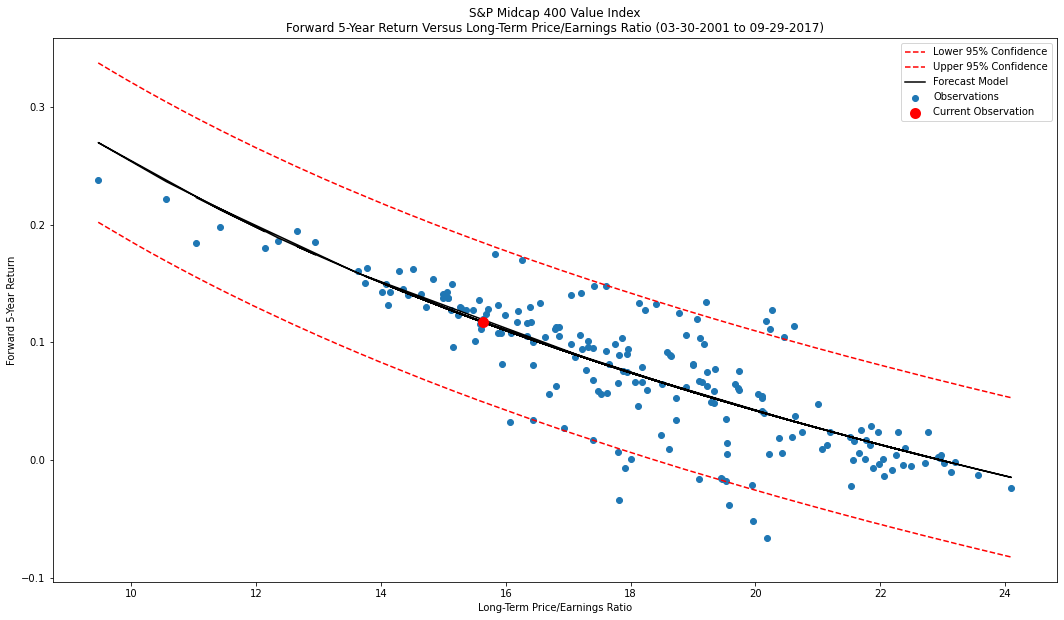 S&P Midcap 400 Value Index
Forward 5-Year Return Versus Long-Term Price/Earnings Ratio (03-30-2001 to 09-29-2017)
Lower 95% Confidence
Upper 95% Confidence
Forecast Model
Observations
Current Observation
Forward 5-Year Return
0.3
0.2
0.1
0.0
−0.1
10 12 14 16 18 20 22 24
Long-Term Price/Earnings Ratio